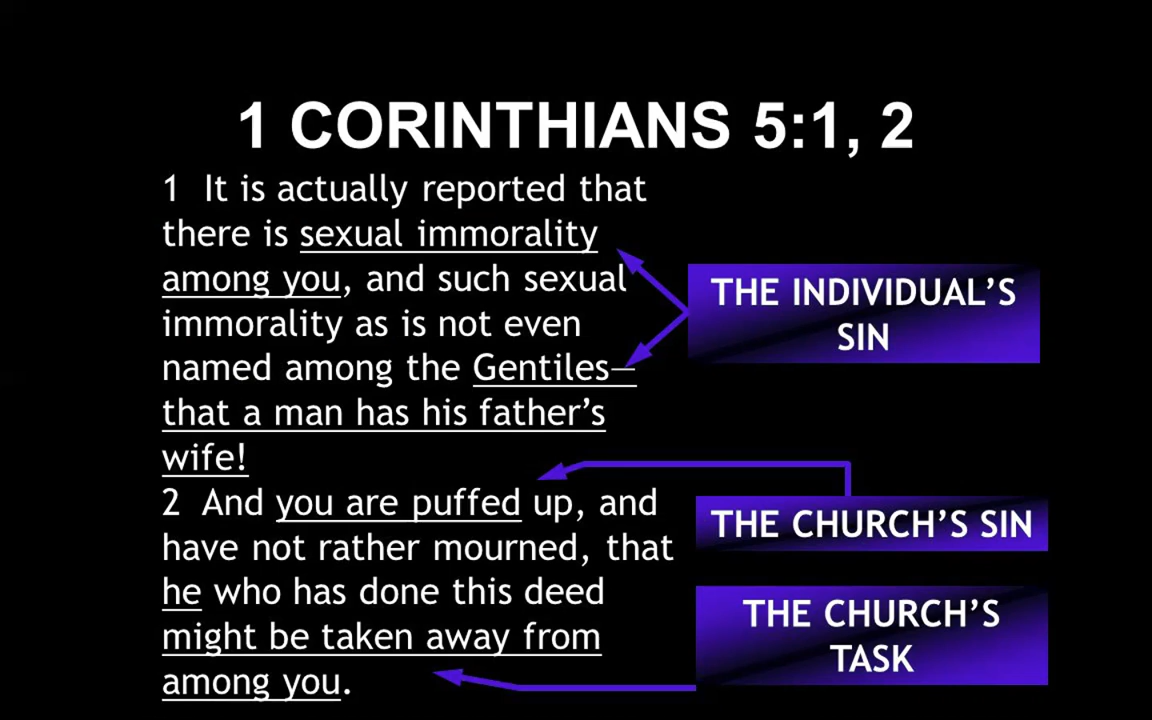 1 CORINTHIANS 5:1, 2
1 It is actually reported that
there is sexual immorality
among you, and such sexual
immorality as is not even
named among the Gentiles—
that a man has his father’s
wife!
2 And you are puffed up, and
have not rather mourned, that
he who has done this deed
might be taken away from
among you.
THE INDIVIDUAL’S
SIN
THE CHURCH’S SIN
THE CHURCH’S
TASK